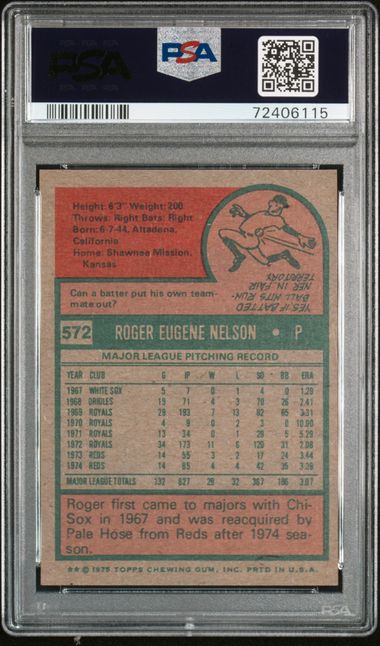 PSA
PSA
72406115
Height: 6'3" Weight: 200
Throws: Right Bats: Right
Born: 6-7-44, Altadena,
California
Home: Shawnee Mission,
Kansas
Can a batter put his own team-
mate out?
YES IF BATTED
BALL HITS RUN-
NER IN FAIR
TERRITORY
572 ROGER EUGENE NELSON • P
MAJOR LEAGUE PITCHING RECORD
YEAR CLUB G IP W L SO BB ERA
1967 WHITE SOX 5 7 0 1 4 0 1.29
1968 ORIOLES 19 71 4 3 70 26 2.41
1969 ROYALS 29 193 7 13 82 65 3.31
1970 ROYALS 4 9 0 2 3 0 10.00
1971 ROYALS 13 34 0 1 29 5 5.29
1972 ROYALS 34 173 11 6 120 31 2.08
1973 REDS 14 55 3 2 17 24 3.44
1974 REDS 14 85 4 4 42 35 3.39
MAJOR LEAGUE TOTALS 132 627 29 32 367 186 3.07
Roger first came to majors with Chi-
Sox in 1967 and was reacquired by
Pale Hose from Reds after 1974 sea-
son.
** © 1975 TOPPS CHEWING GUM, INC. PRTD IN U.S.A.
PSA